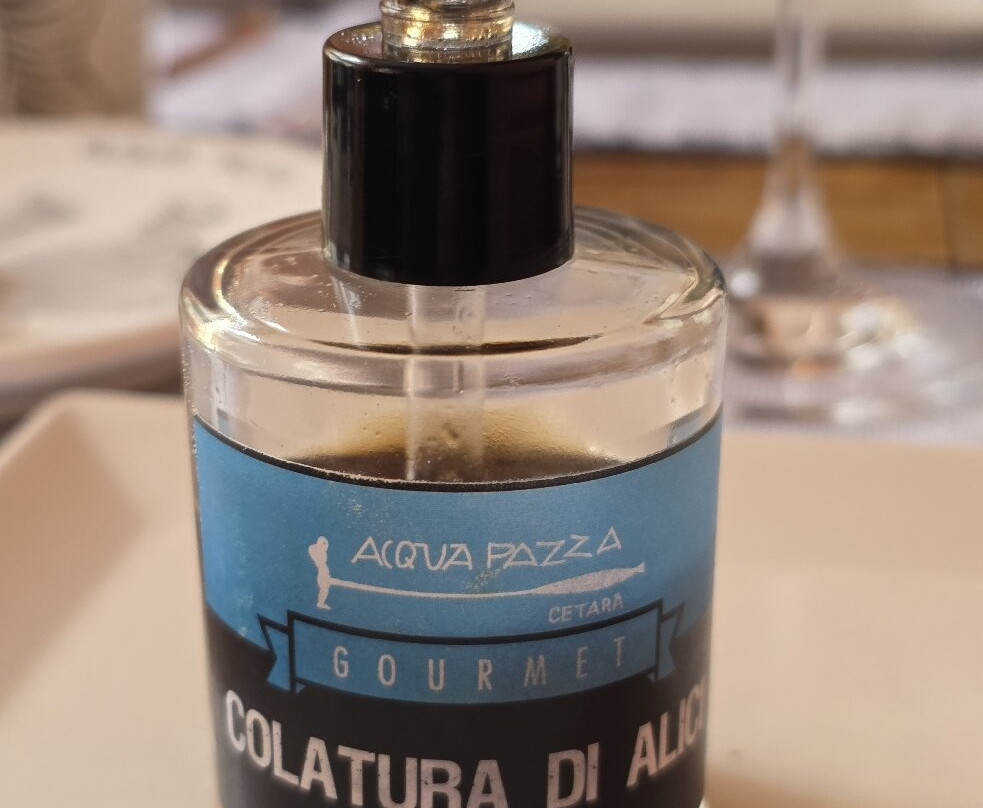 ACQUA PAZZA
CETARA
GOURMET
COLATURA DI ALICI